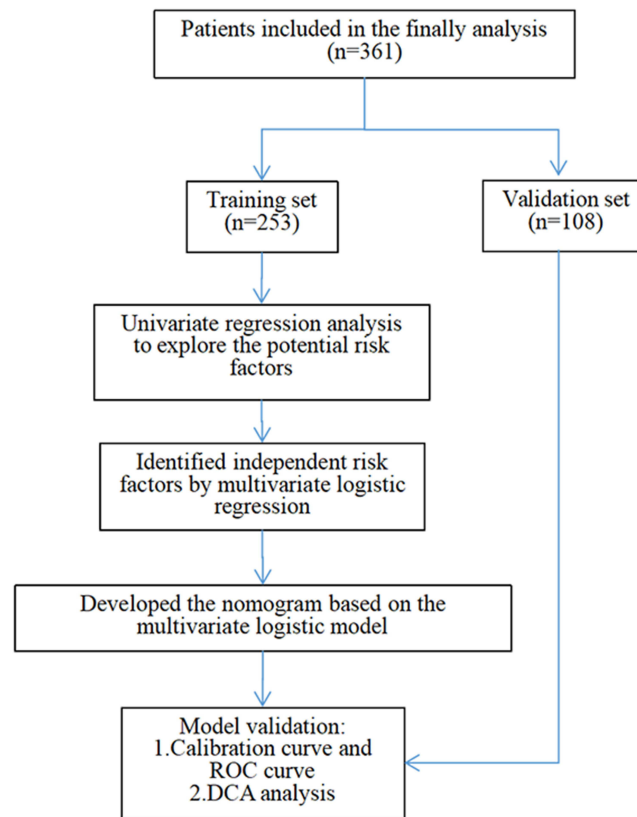 Patients included in the finally analysis
(n=361)
Training set
(n=253)
Validation set
(n=108)
Univariate regression analysis
to explore the potential risk
factors
Identified independent risk
factors by multivariate logistic
regression
Developed the nomogram based on the
multivariate logistic model
Model validation:
1.Calibration curve and
ROC curve
2.DCA analysis